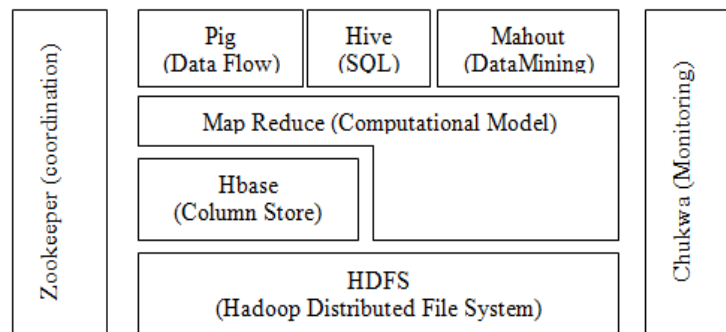 Zookeeper (coordination)
Pig
(Data Flow)
Hive
(SQL)
Mahout
(DataMining)
Map Reduce (Computational Model)
Hbase
(Column Store)
HDFS
(Hadoop Distributed File System)
Chukwa (Monitoring)